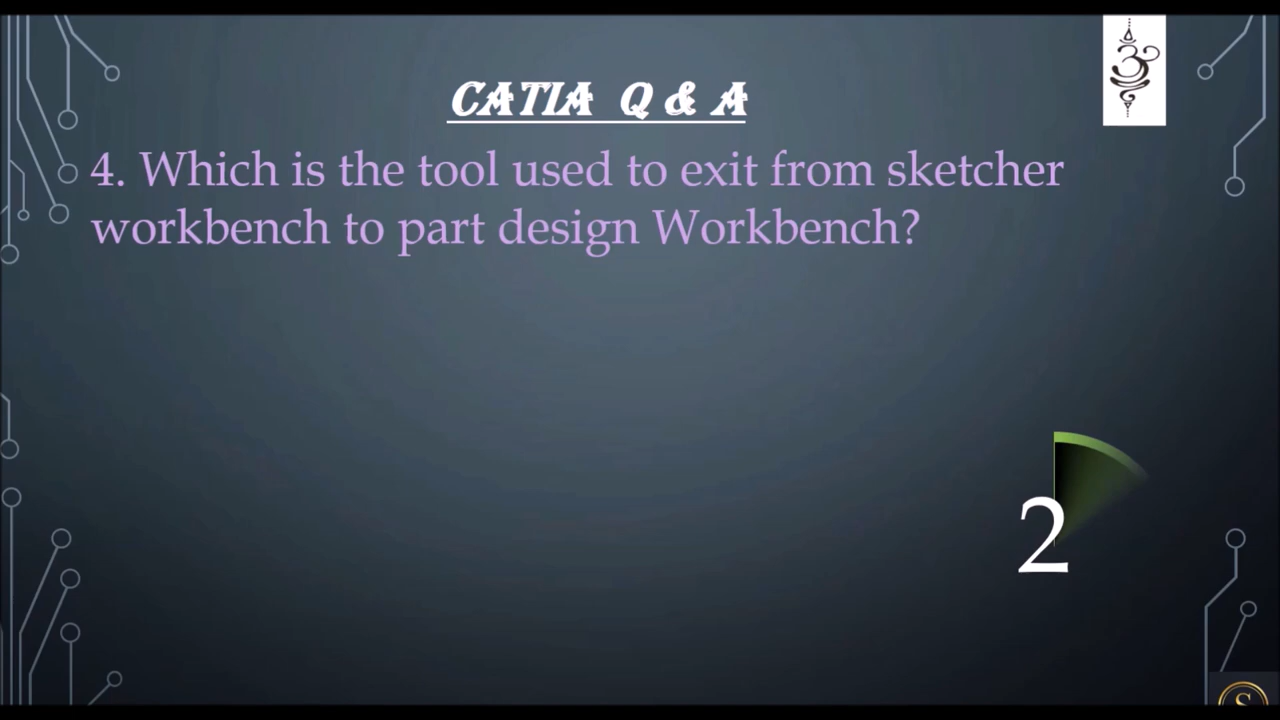 CATIA Q & A
4. Which is the tool used to exit from sketcher
workbench to part design Workbench?
2
S